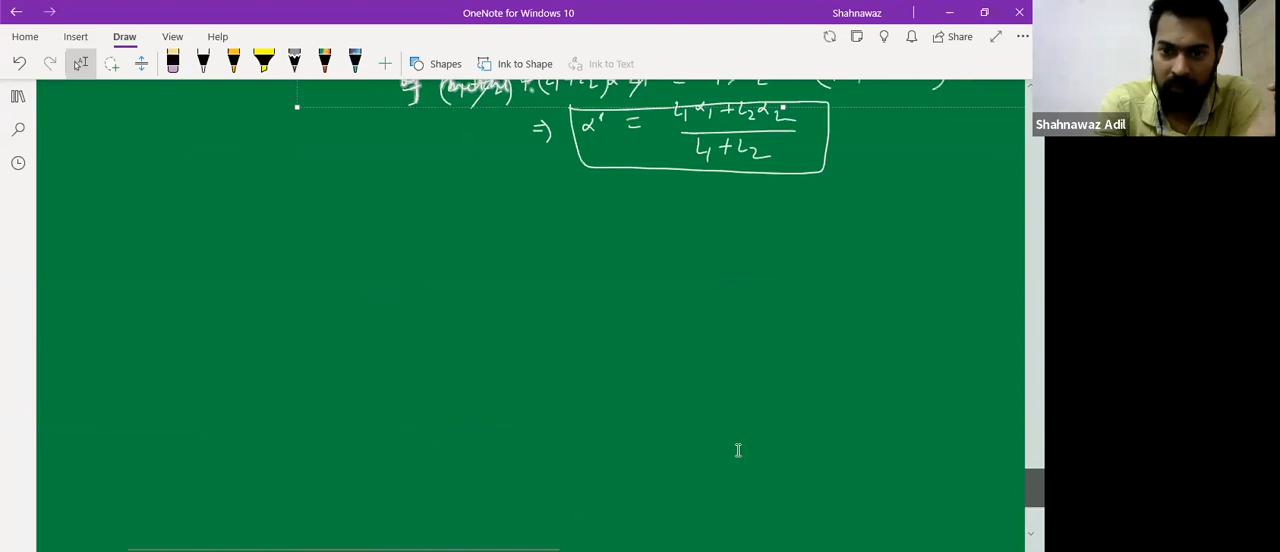 OneNote for Windows 10
Shahnawaz
Home Insert Draw View Help
Share
Shapes Ink to Shape Ink to Text
Shahnawaz Adil
=> α' = L₁α₁ + L₂α₂
L₁ + L₂